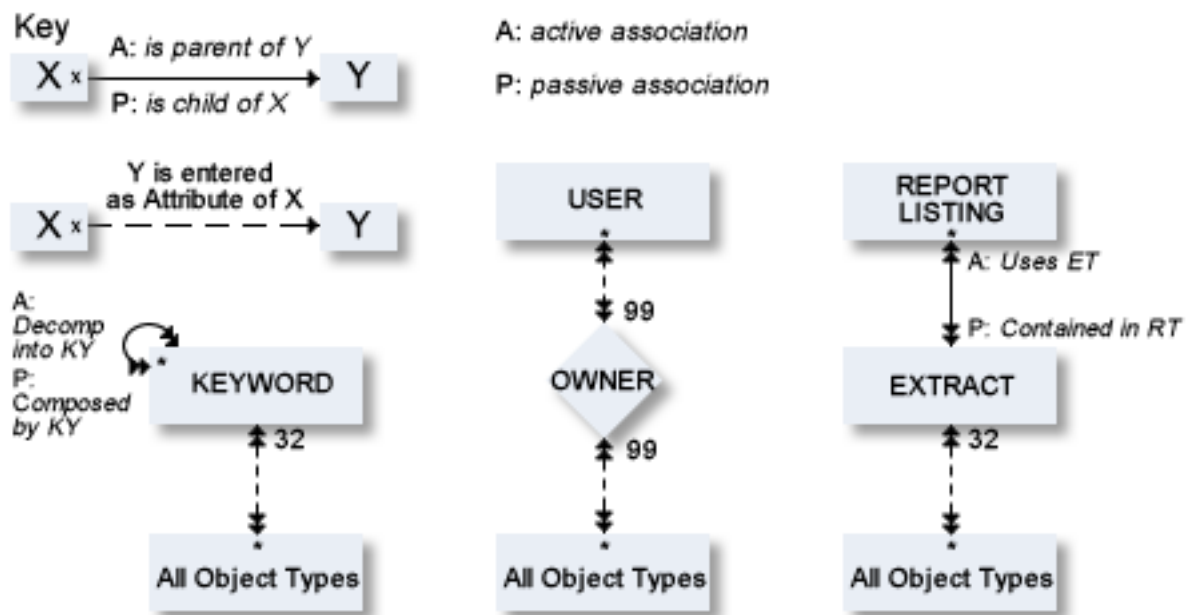 Key
X x
A: is parent of Y
P: is child of X
Y
A: active association
P: passive association
Y is entered
as Attribute of X
X x
Y
USER
*
99
OWNER
99
*
All Object Types
REPORT
LISTING
*
A: Uses ET
P: Contained in RT
EXTRACT
32
*
All Object Types
A:
Decomp
into KY
P:
Composed
by KY
*
KEYWORD
32
*
All Object Types